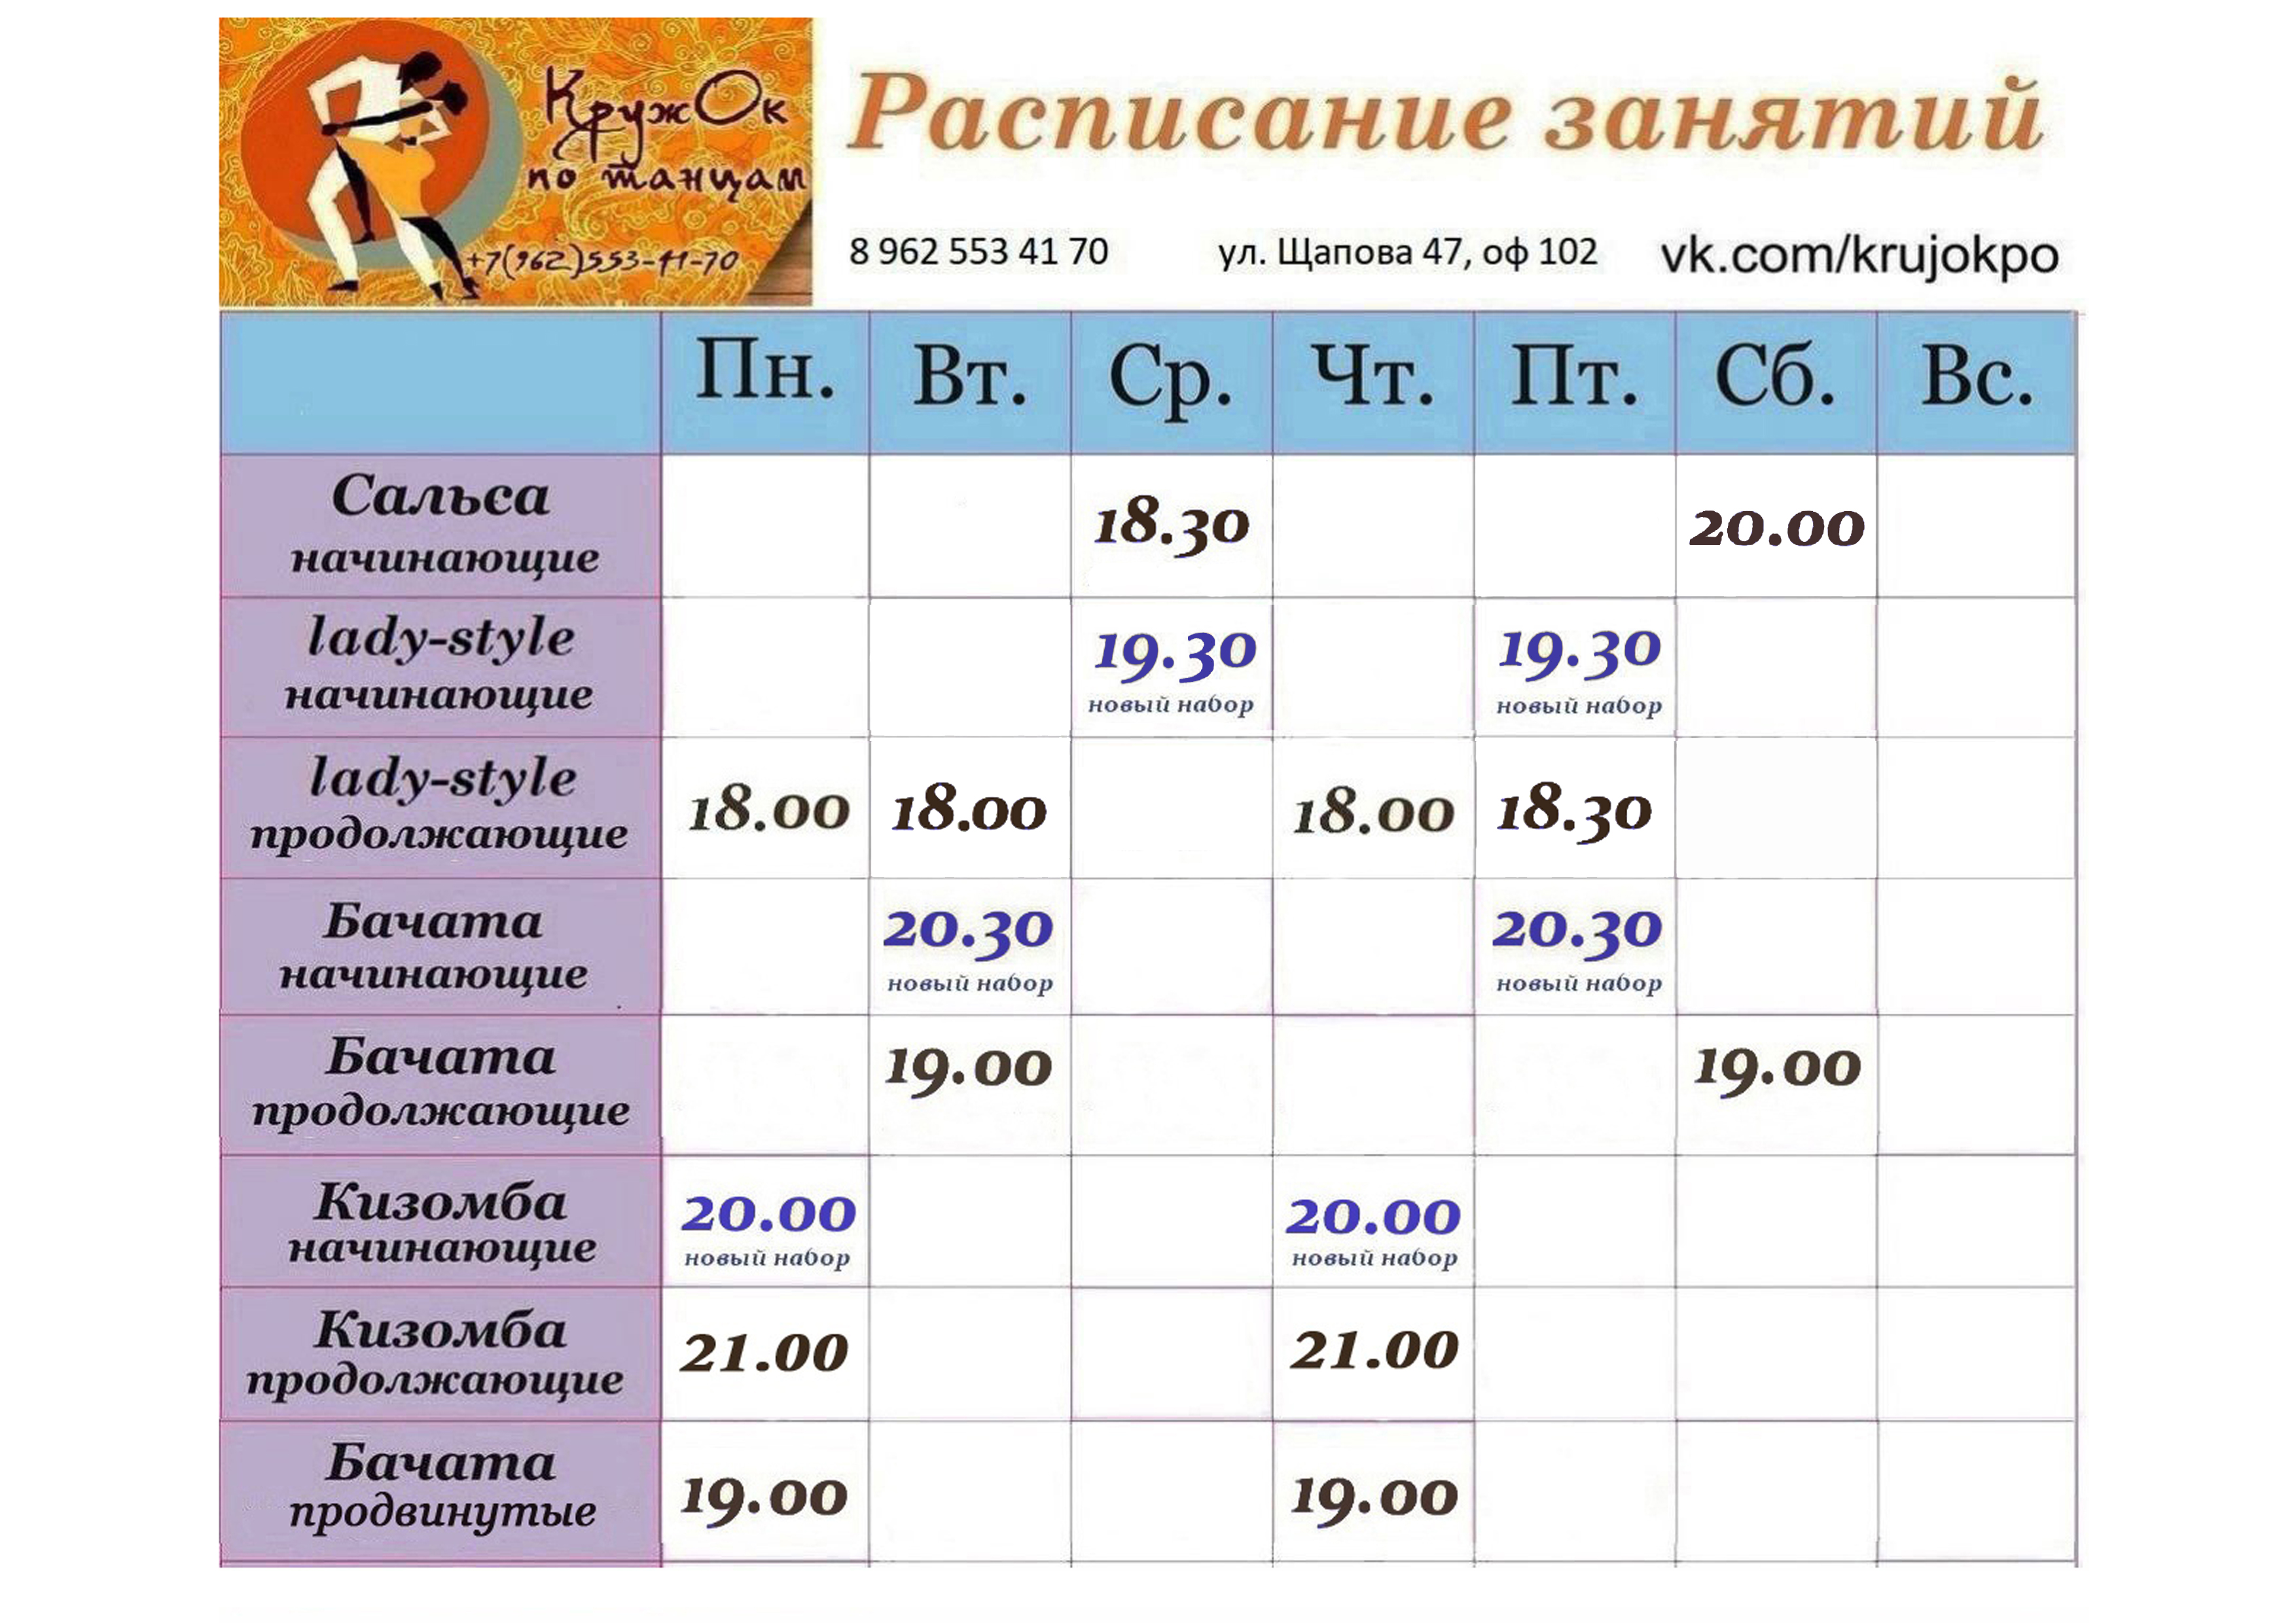 КружОк
по танцам
+7(962)553-41-70
Расписание занятий
8 962 553 41 70 ул. Щапова 47, оф 102 vk.com/krujokpo
Пн. Вт. Ср. Чт. Пт. Сб. Вс.
Сальса
начинающие
18.30 20.00
lady-style
начинающие
19.30 19.30
новый набор новый набор
lady-style
продолжающие
18.00 18.00 18.00 18.30
Бачата
начинающие
20.30 20.30
новый набор новый набор
Бачата
продолжающие
19.00 19.00
Кизомба
начинающие
20.00 20.00
новый набор новый набор
Кизомба
продолжающие
21.00 21.00
Бачата
продвинутые
19.00 19.00